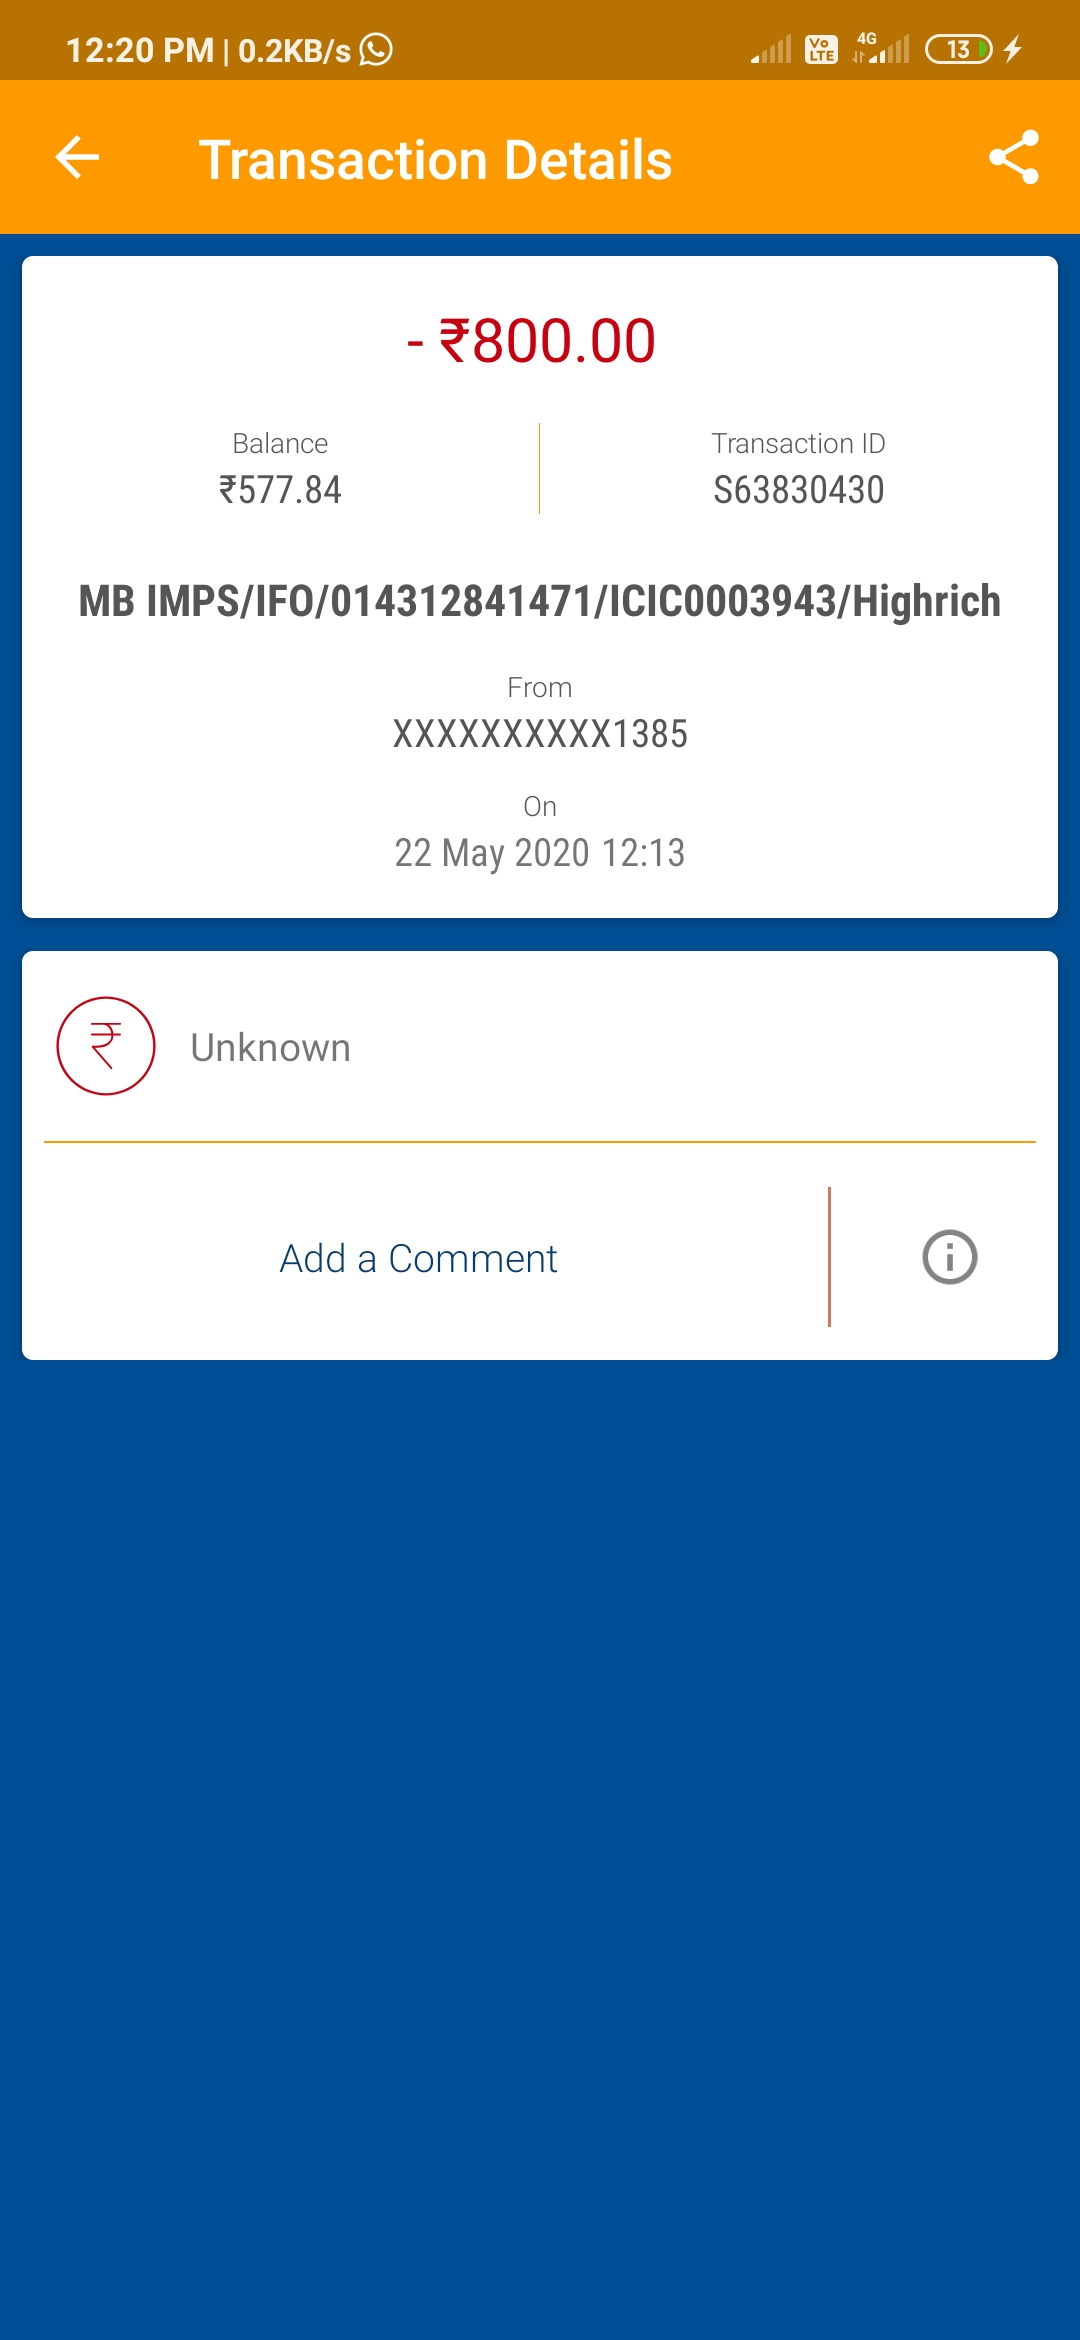 12:20 PM | 0.2KB/s Vo LTE 4G 13
Transaction Details
- ₹800.00
Balance Transaction ID
₹577.84 S63830430
MB IMPS/IFO/014312841471/ICIC0003943/Highrich
From
XXXXXXXXXX1385
On
22 May 2020 12:13
₹ Unknown
Add a Comment